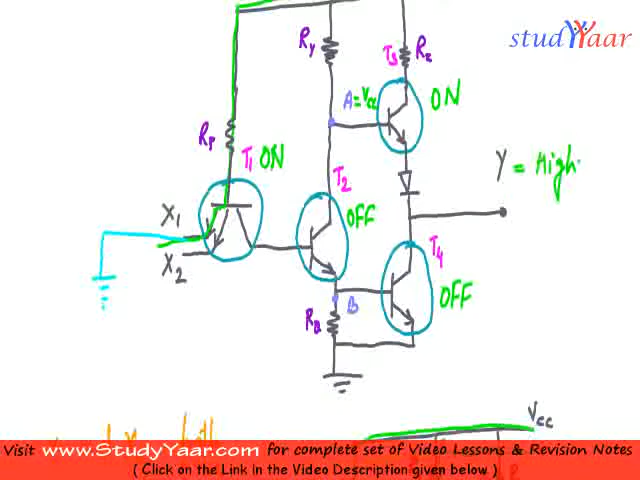 studYYaar
Ry
T3
Rz
A=Vcc
ON
RP
T1 ON
T2
X1
OFF
Y = High
X2
T4
OFF
B
RB
Vcc
Visit www.StudyYaar.com for complete set of Video Lessons & Revision Notes
( Click on the Link in the Video Description given below )